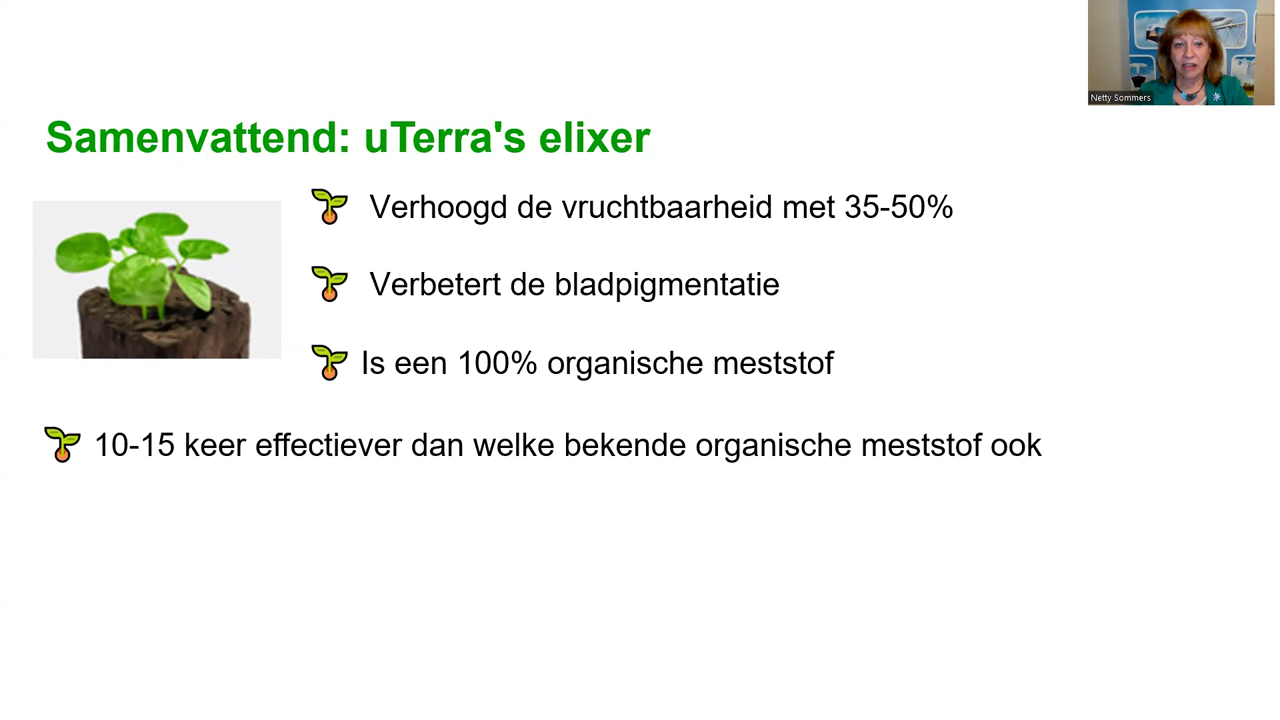 Netty Sommers
Samenvattend: uTerra's elixer
Verhoogd de vruchtbaarheid met 35-50%
Verbetert de bladpigmentatie
Is een 100% organische meststof
10-15 keer effectiever dan welke bekende organische meststof ook